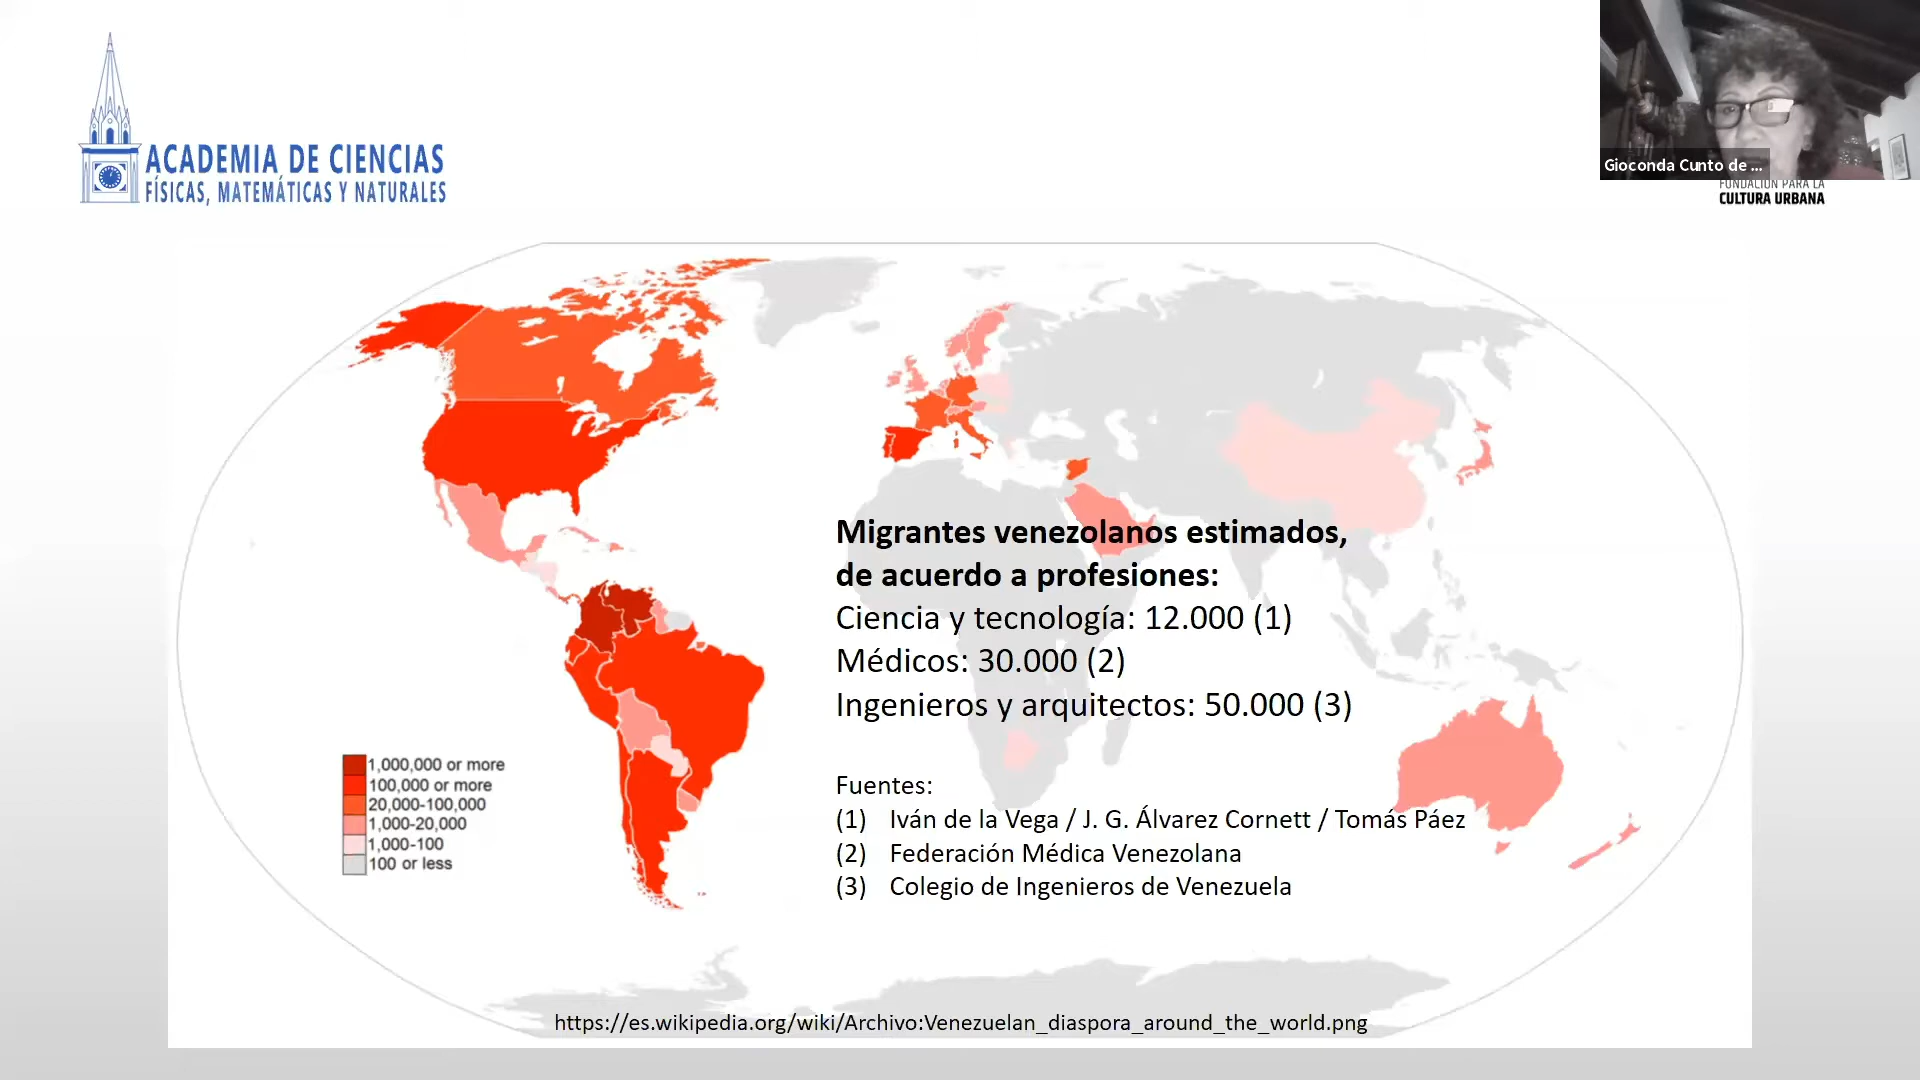 ACADEMIA DE CIENCIAS
FÍSICAS, MATEMÁTICAS Y NATURALES
Gioconda Cunto de ...
FUNDACIÓN PARA LA
CULTURA URBANA
Migrantes venezolanos estimados,
de acuerdo a profesiones:
Ciencia y tecnología: 12.000 (1)
Médicos: 30.000 (2)
Ingenieros y arquitectos: 50.000 (3)
1,000,000 or more
100,000 or more
20,000-100,000
1,000-20,000
1,000-100
100 or less
Fuentes:
(1) Iván de la Vega / J. G. Álvarez Cornett / Tomás Páez
(2) Federación Médica Venezolana
(3) Colegio de Ingenieros de Venezuela
https://es.wikipedia.org/wiki/Archivo:Venezuelan_diaspora_around_the_world.png